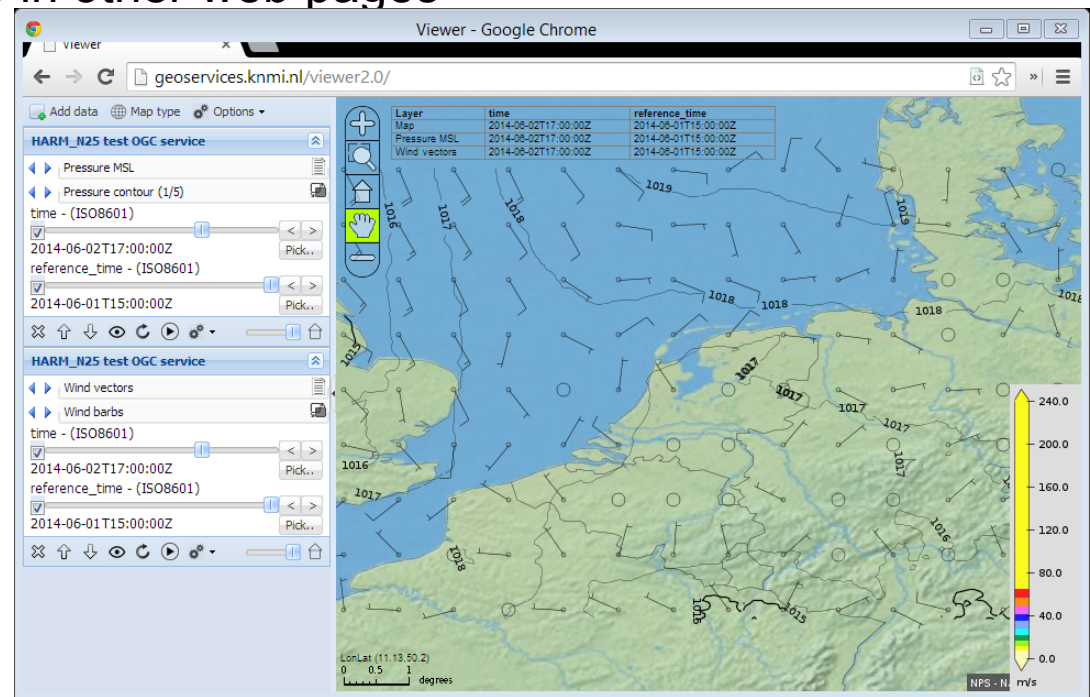 in other web pages
Viewer - Google Chrome
Viewer
geoservices.knmi.nl/viewer2.0/
Add data Map type Options
HARM_N25 test OGC service
Pressure MSL
Pressure contour (1/5)
time - (ISO8601)
< >
2014-06-02T17:00:00Z Pick..
reference_time - (ISO8601)
< >
2014-06-01T15:00:00Z Pick..
HARM_N25 test OGC service
Wind vectors
Wind barbs
time - (ISO8601)
< >
2014-06-02T17:00:00Z Pick..
reference_time - (ISO8601)
< >
2014-06-01T15:00:00Z Pick..
Layer time reference_time
Map 2014-06-02T17:00:00Z 2014-06-01T15:00:00Z
Pressure MSL 2014-06-02T17:00:00Z 2014-06-01T15:00:00Z
Wind vectors 2014-06-02T17:00:00Z 2014-06-01T15:00:00Z
1019
1016
1017
1018
1019
1018
1018
1018
1018
1015
1017
1017
1017
1017
1017
1016
1017
1016
1018
1016
1015
240.0
200.0
160.0
120.0
80.0
40.0
0.0
m/s
LonLat (11.13,50.2)
0 0.5 1
degrees
NPS - N